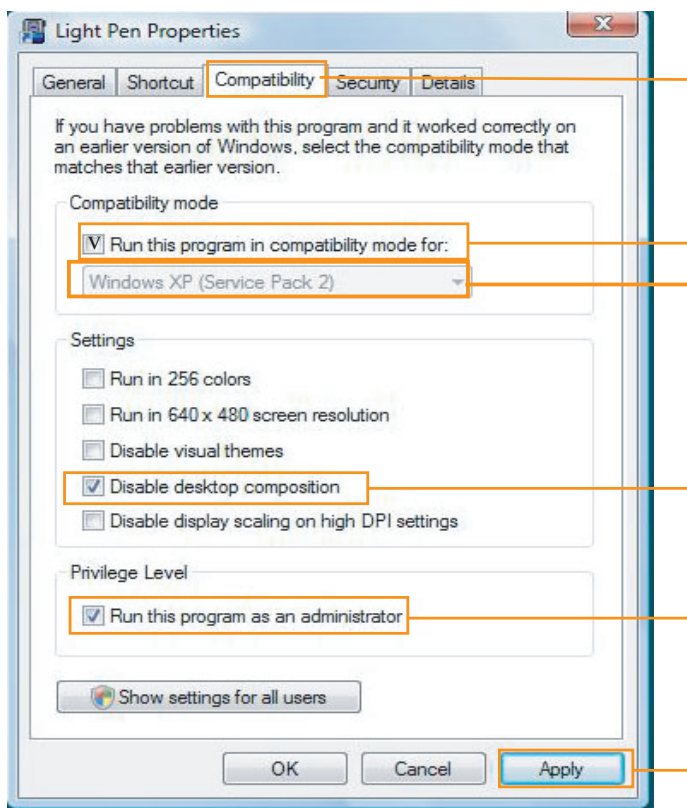 Light Pen Properties
General Shortcut Compatibility Security Details
If you have problems with this program and it worked correctly on
an earlier version of Windows, select the compatibility mode that
matches that earlier version.
Compatibility mode
V Run this program in compatibility mode for:
Windows XP (Service Pack 2)
Settings
Run in 256 colors
Run in 640 x 480 screen resolution
Disable visual themes
Disable desktop composition
Disable display scaling on high DPI settings
Privilege Level
Run this program as an administrator
Show settings for all users
OK Cancel Apply